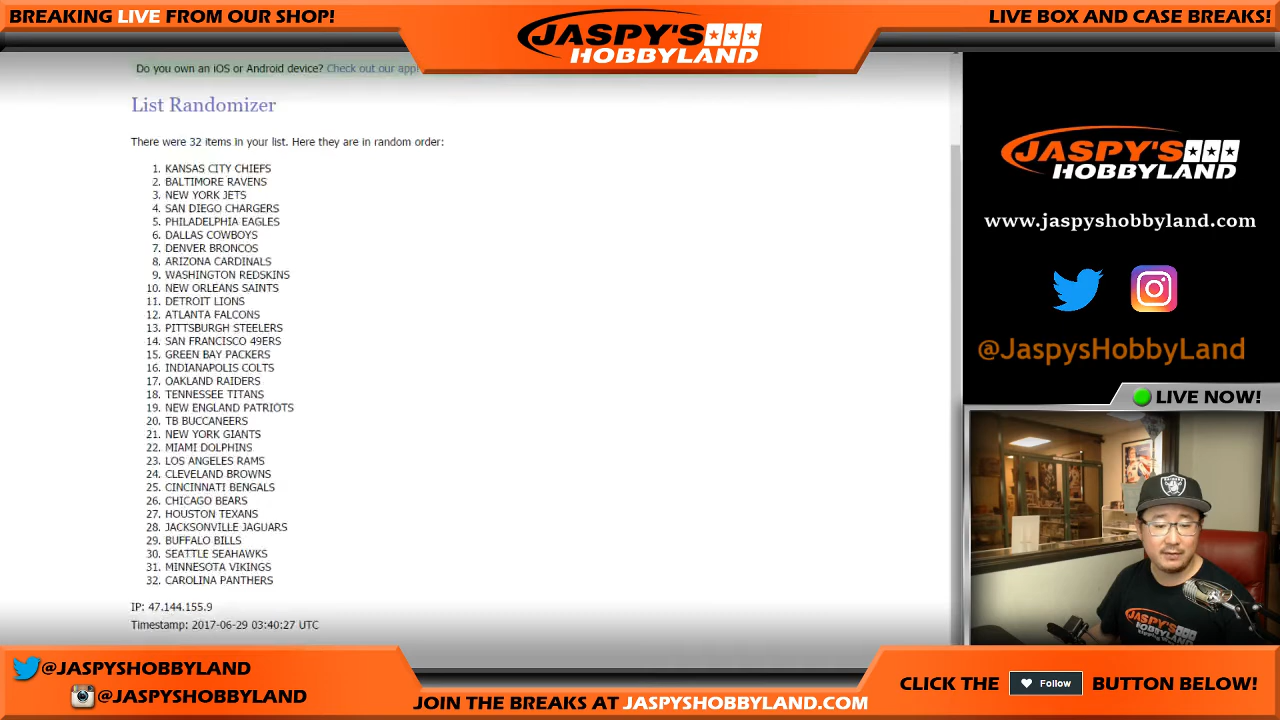 BREAKING LIVE FROM OUR SHOP!
JASPY'S
HOBBYLAND
LIVE BOX AND CASE BREAKS!
Do you own an iOS or Android device? Check out our app!
List Randomizer
There were 32 items in your list. Here they are in random order:
1. KANSAS CITY CHIEFS
2. BALTIMORE RAVENS
3. NEW YORK JETS
4. SAN DIEGO CHARGERS
5. PHILADELPHIA EAGLES
6. DALLAS COWBOYS
7. DENVER BRONCOS
8. ARIZONA CARDINALS
9. WASHINGTON REDSKINS
10. NEW ORLEANS SAINTS
11. DETROIT LIONS
12. ATLANTA FALCONS
13. PITTSBURGH STEELERS
14. SAN FRANCISCO 49ERS
15. GREEN BAY PACKERS
16. INDIANAPOLIS COLTS
17. OAKLAND RAIDERS
18. TENNESSEE TITANS
19. NEW ENGLAND PATRIOTS
20. TB BUCCANEERS
21. NEW YORK GIANTS
22. MIAMI DOLPHINS
23. LOS ANGELES RAMS
24. CLEVELAND BROWNS
25. CINCINNATI BENGALS
26. CHICAGO BEARS
27. HOUSTON TEXANS
28. JACKSONVILLE JAGUARS
29. BUFFALO BILLS
30. SEATTLE SEAHAWKS
31. MINNESOTA VIKINGS
32. CAROLINA PANTHERS
IP: 47.144.155.9
Timestamp: 2017-06-29 03:40:27 UTC
JASPY'S
HOBBYLAND
www.jaspyshobbyland.com
@JaspysHobbyLand
LIVE NOW!
JASPY'S
HOBBYLAND
@JASPYSHOBBYLAND
@JASPYSHOBBYLAND
JOIN THE BREAKS AT JASPYSHOBBYLAND.COM
CLICK THE Follow BUTTON BELOW!